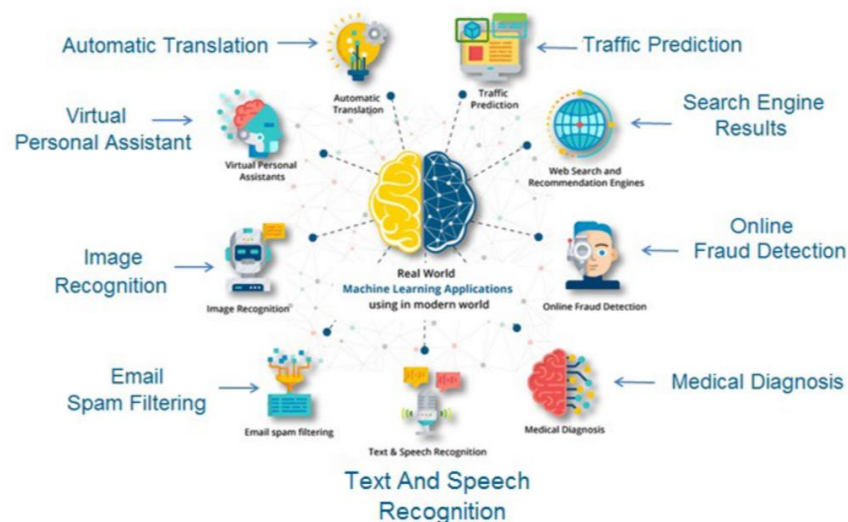 Automatic Translation
Traffic Prediction
Automatic
Translation
Traffic
Prediction
Virtual
Personal Assistant
Virtual Personal
Assistants
Search Engine
Results
Web Search and
Recommendation Engines
Image
Recognition
Image Recognition
Real World
Machine Learning Applications
using in modern world
Online
Fraud Detection
Online Fraud Detection
Email
Spam Filtering
Email spam filtering
Text & Speech Recognition
Medical Diagnosis
Medical Diagnosis
Text And Speech
Recognition